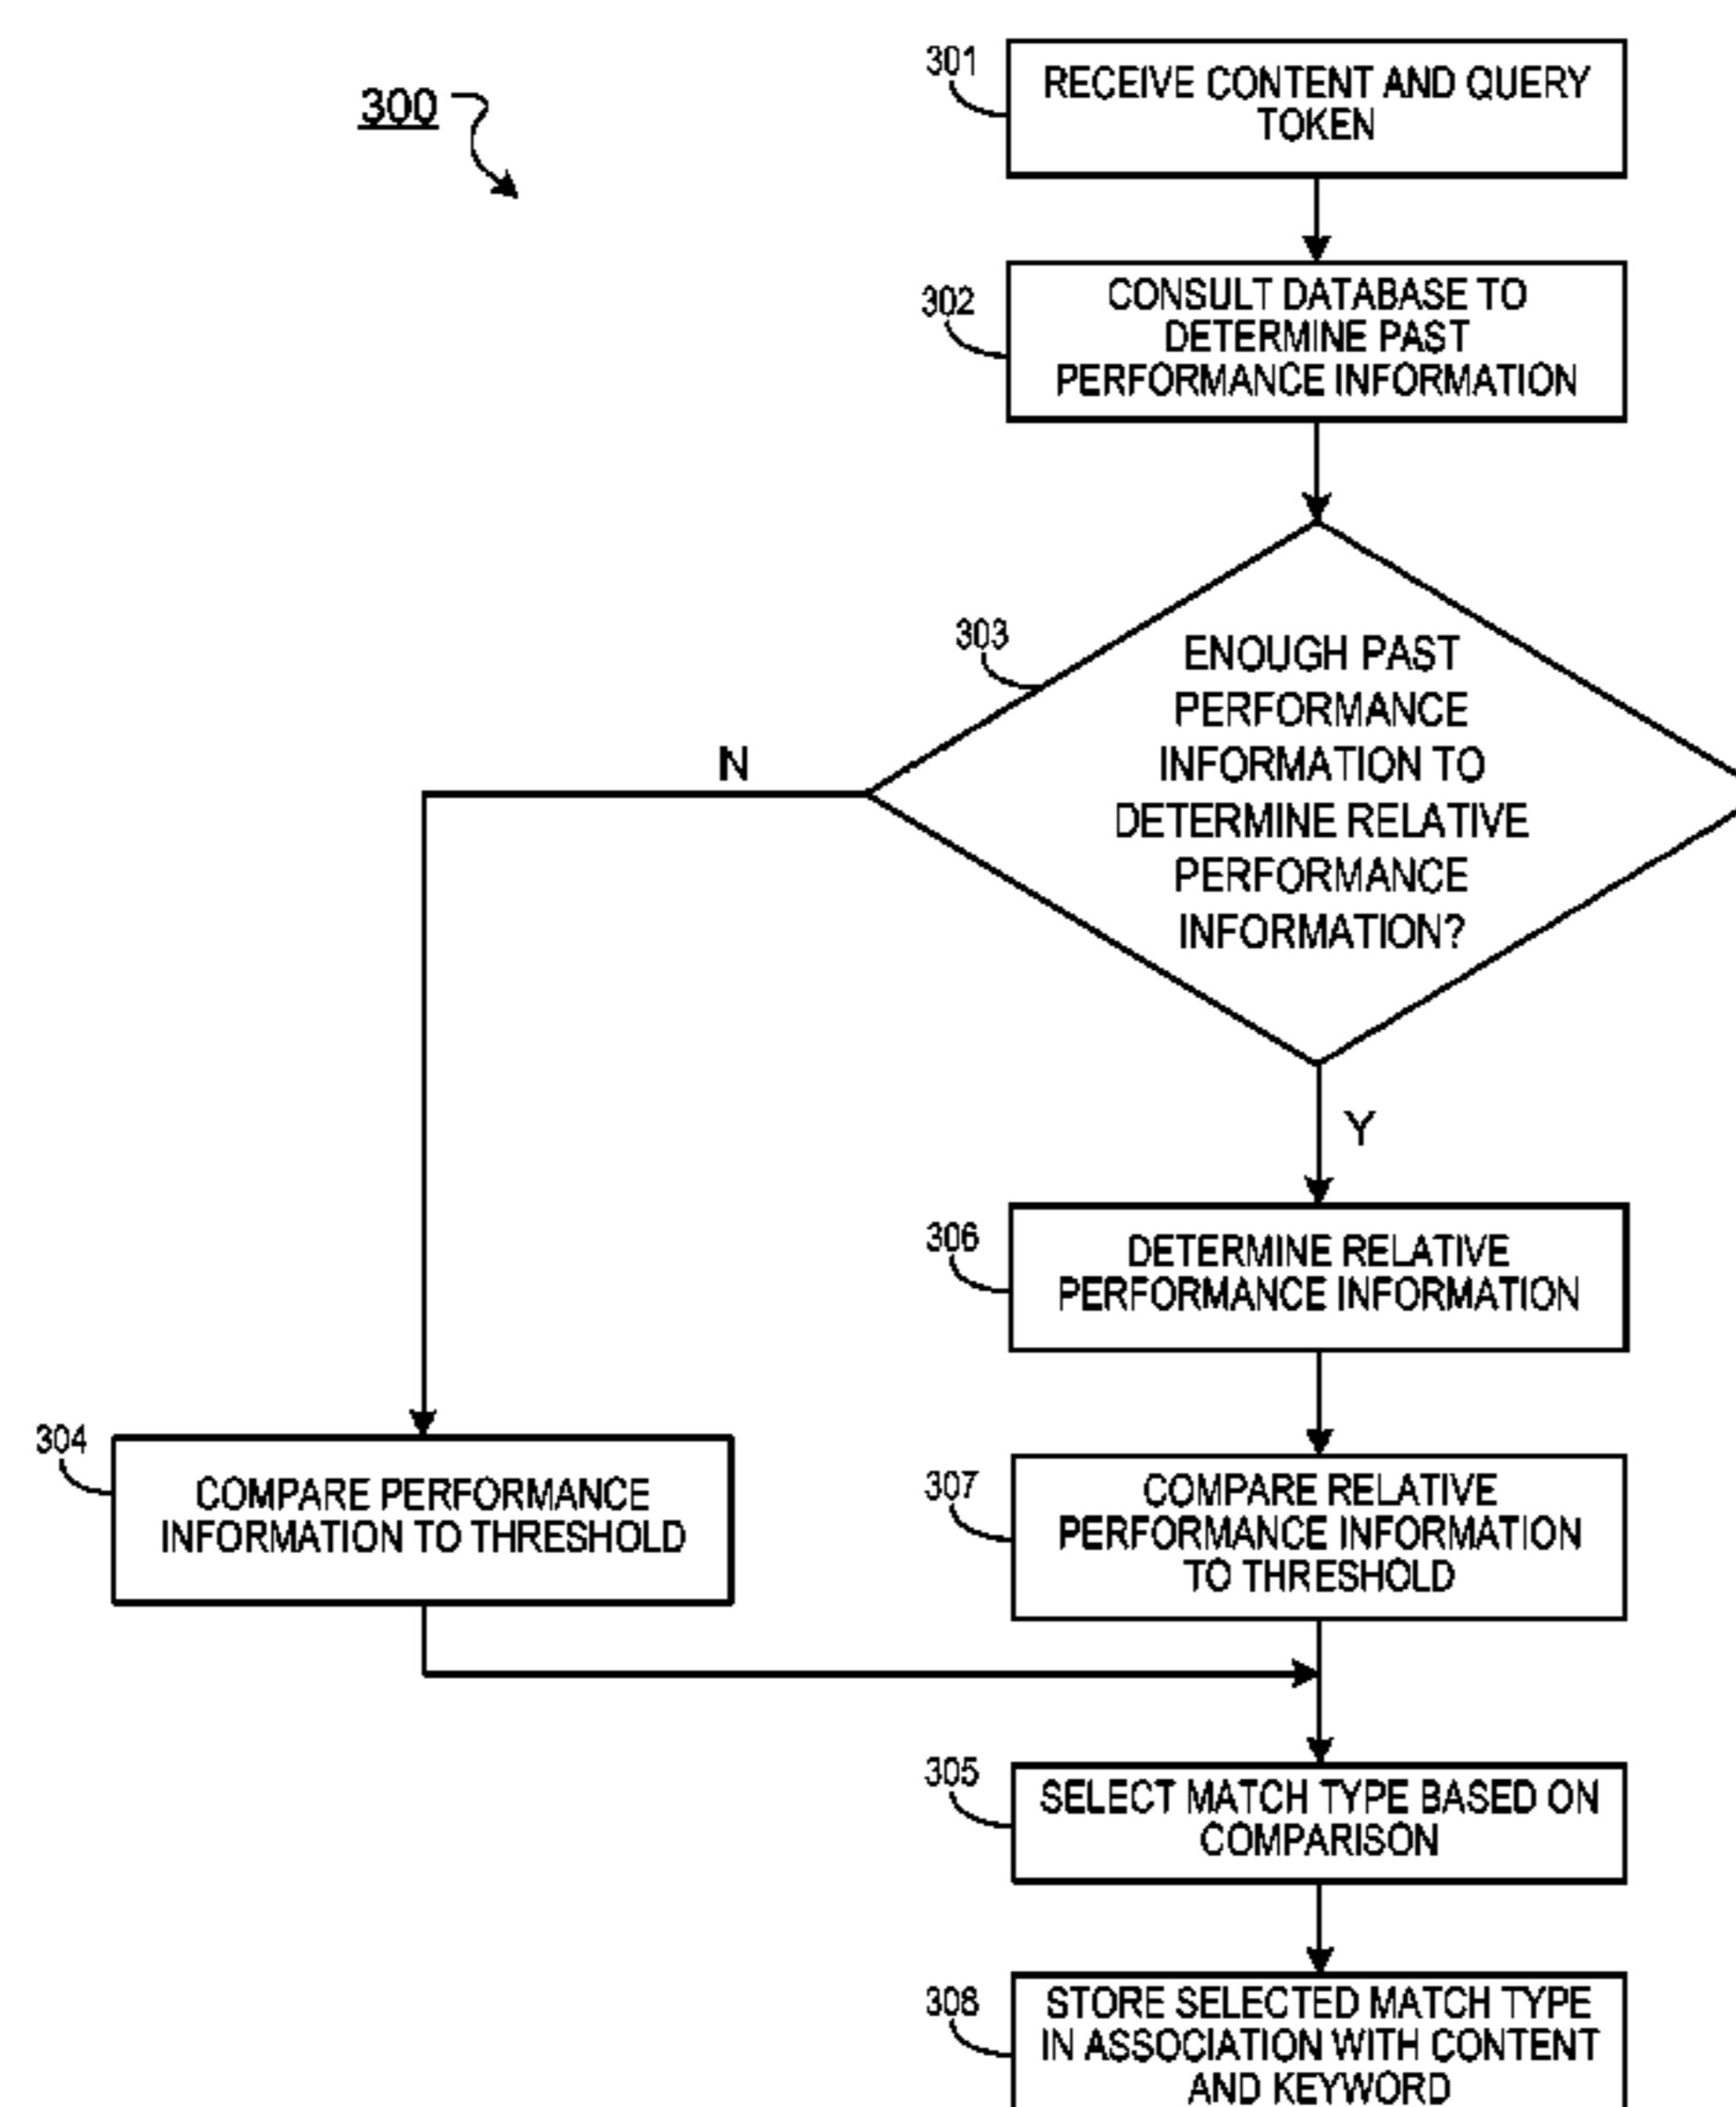 300
301
RECEIVE CONTENT AND QUERY
TOKEN
302
CONSULT DATABASE TO
DETERMINE PAST
PERFORMANCE INFORMATION
303
ENOUGH PAST
PERFORMANCE
INFORMATION TO
DETERMINE RELATIVE
PERFORMANCE
INFORMATION?
N
Y
306
DETERMINE RELATIVE
PERFORMANCE INFORMATION
304
COMPARE PERFORMANCE
INFORMATION TO THRESHOLD
307
COMPARE RELATIVE
PERFORMANCE INFORMATION
TO THRESHOLD
305
SELECT MATCH TYPE BASED ON
COMPARISON
308
STORE SELECTED MATCH TYPE
IN ASSOCIATION WITH CONTENT
AND KEYWORD